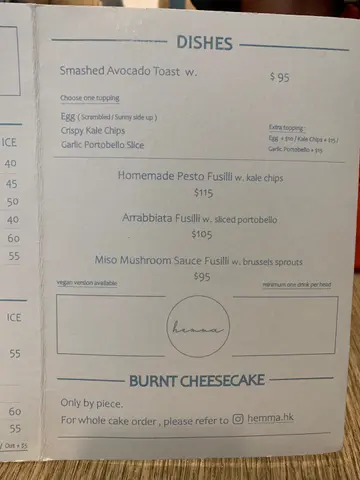 DISHES
Smashed Avocado Toast w. $ 95
Choose one tupping
Egg ( Scrambled / Sunny side up )
Crispy Kale Chips
Garlic Portobello Slice
Extra tooping :
Egg + $10 / Kale Chips + $15 /
Garlic Portobello + $15
Homemade Pesto Fusilli w. kale chips
$115
Arrabbiata Fusilli w. sliced portobello
$105
Miso Mushroom Sauce Fusilli w. brussels sprouts
$95
vegan version available
minimum one drink per head
hemma
BURNT CHEESECAKE
Only by piece.
For whole cake order , please refer to hemma.hk
ICE
40
45
50
40
60
55
ICE
55
60
55
/ Oat + $5